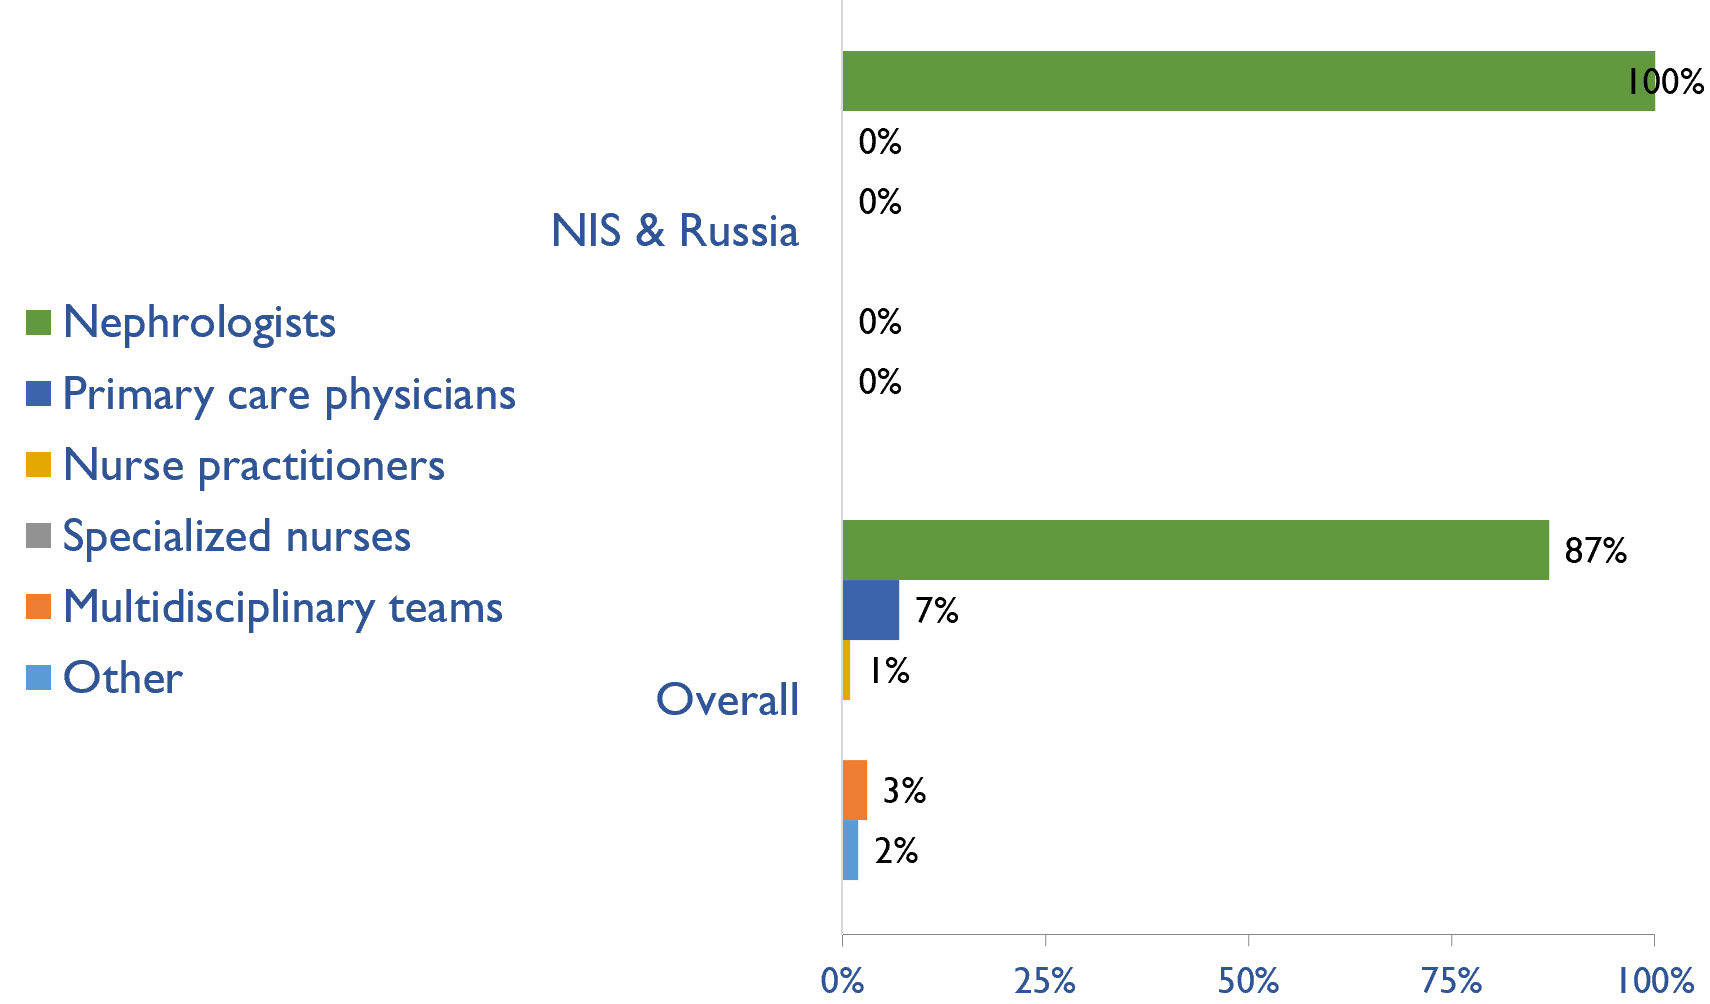 100%
0%
0%
NIS & Russia
0%
0%
Nephrologists
Primary care physicians
Nurse practitioners
Specialized nurses
Multidisciplinary teams
Other
87%
7%
1%
Overall
3%
2%
0% 25% 50% 75% 100%